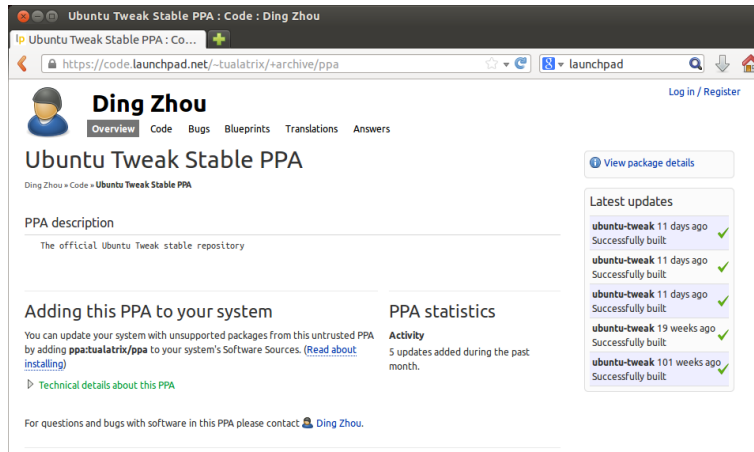 Ubuntu Tweak Stable PPA : Code : Ding Zhou
lp Ubuntu Tweak Stable PPA : Co...
https://code.launchpad.net/~tualatrix/+archive/ppa
8 launchpad
Log in / Register
Ding Zhou
Overview Code Bugs Blueprints Translations Answers
Ubuntu Tweak Stable PPA
Ding Zhou » Code » Ubuntu Tweak Stable PPA
PPA description
The official Ubuntu Tweak stable repository
Adding this PPA to your system
You can update your system with unsupported packages from this untrusted PPA
by adding ppa:tualatrix/ppa to your system's Software Sources. (Read about
installing)
Technical details about this PPA
PPA statistics
Activity
5 updates added during the past
month.
For questions and bugs with software in this PPA please contact Ding Zhou.
View package details
Latest updates
ubuntu-tweak 11 days ago
Successfully built
ubuntu-tweak 11 days ago
Successfully built
ubuntu-tweak 11 days ago
Successfully built
ubuntu-tweak 19 weeks ago
Successfully built
ubuntu-tweak 101 weeks ago
Successfully built